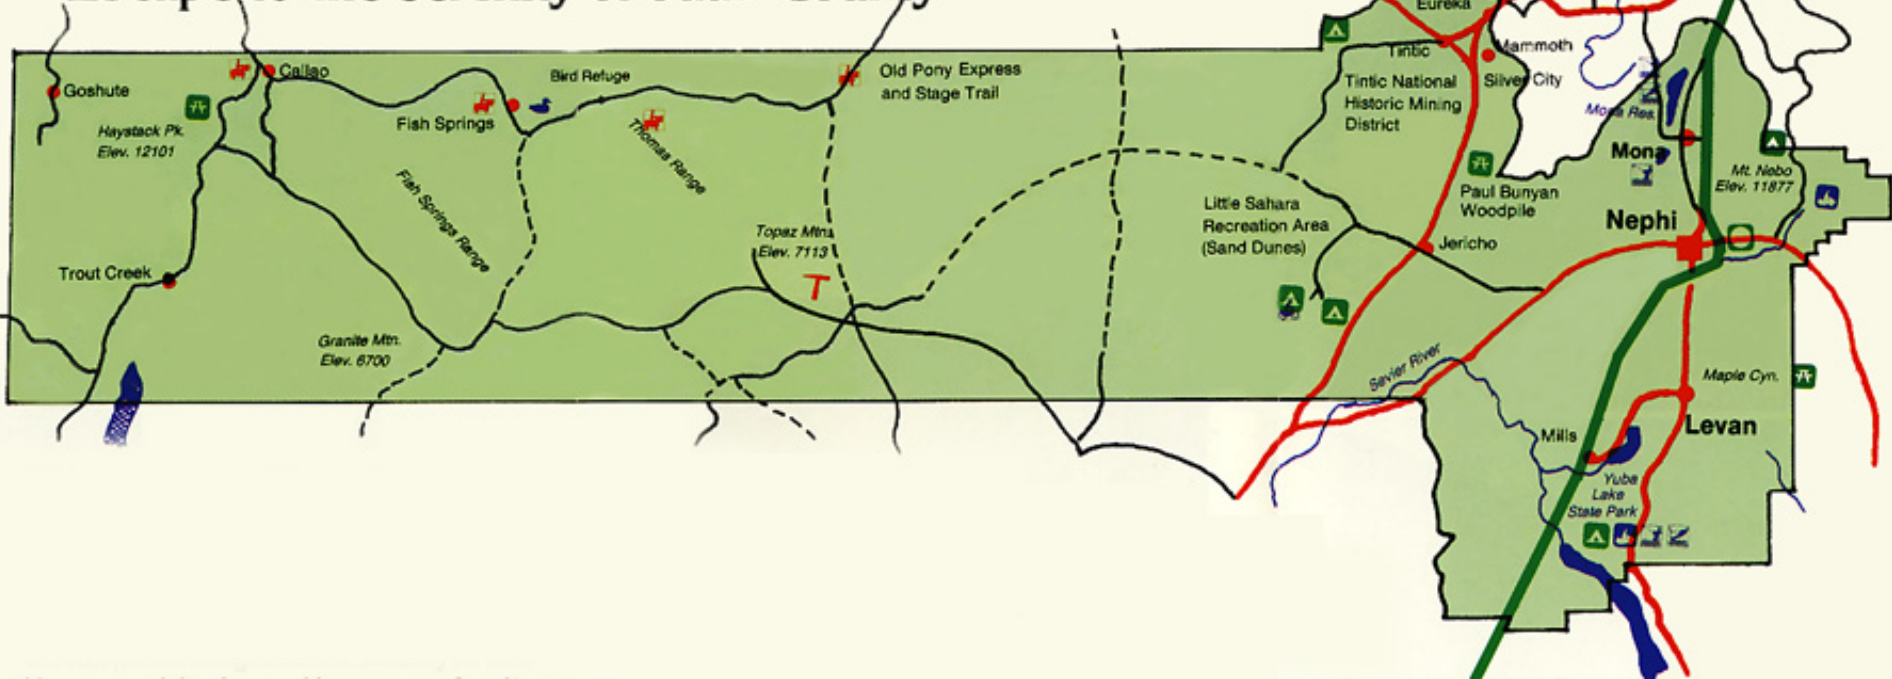 Eureka
Tintic
Mammoth
Goshute
Callao
Bird Refuge
Old Pony Express
and Stage Trail
Tintic National
Historic Mining
District
Silver City
Fish Springs
Haystack Pk.
Elev. 12101
Thomas Range
Mona Res.
Mona
Mt. Nebo
Elev. 11877
Fish Springs Range
Paul Bunyan
Woodpile
Little Sahara
Recreation Area
(Sand Dunes)
Nephi
Jericho
Topaz Mtn.
Elev. 7113
T
Trout Creek
Granite Mtn.
Elev. 6700
Sevier River
Maple Cyn.
Levan
Mills
Yuba
Lake
State Park